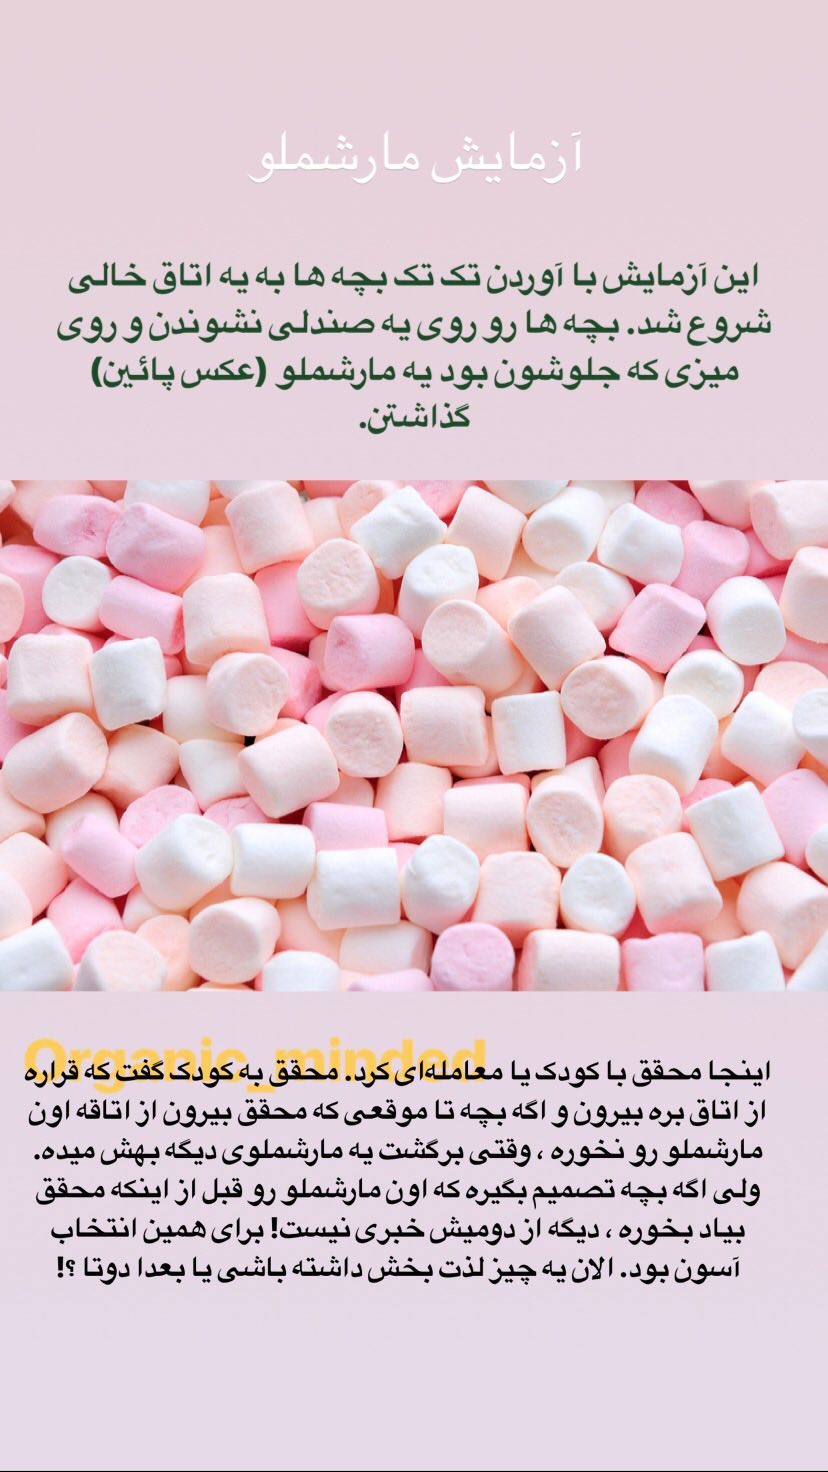 آزمایش مارشملو
این آزمایش با آوردن تک تک بچه ها به یه اتاق خالی
شروع شد. بچه ها رو روی یه صندلی نشوندن و روی
میزی که جلوشون بود یه مارشملو (عکس پائین)
گذاشتن.
Organic_minded
اینجا محقق با کودک یا معامله‌ای کرد. محقق به کودک گفت که قراره
از اتاق بره بیرون و اگه بچه تا موقعی که محقق بیرون از اتاقه اون
مارشملو رو نخوره ، وقتی برگشت یه مارشملوی دیگه بهش میده.
ولی اگه بچه تصمیم بگیره که اون مارشملو رو قبل از اینکه محقق
بیاد بخوره ، دیگه از دومیش خبری نیست! برای همین انتخاب
آسون بود. الان یه چیز لذت بخش داشته باشی یا بعدا دوتا ؟!